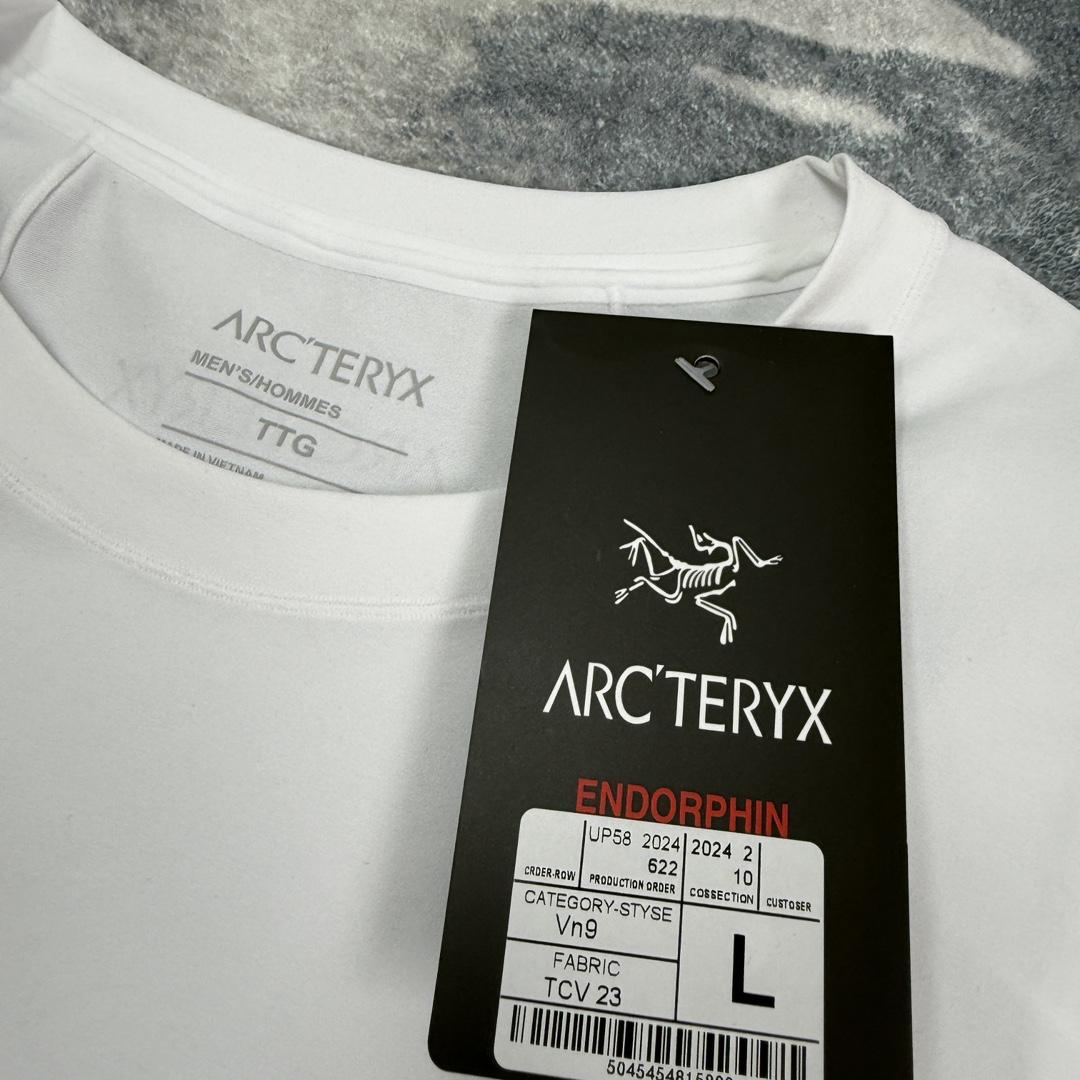 ARC'TERYX
MEN'S/HOMMES
TTG
MADE IN VIETNAM
ARC'TERYX
ENDORPHIN
UP58 2024
622
2024 2
10
CRDER-ROW
PRODUCTION ORDER
COSSECTION
CUSTOSER
CATEGORY-STYSE
Vn9
FABRIC
TCV 23
L